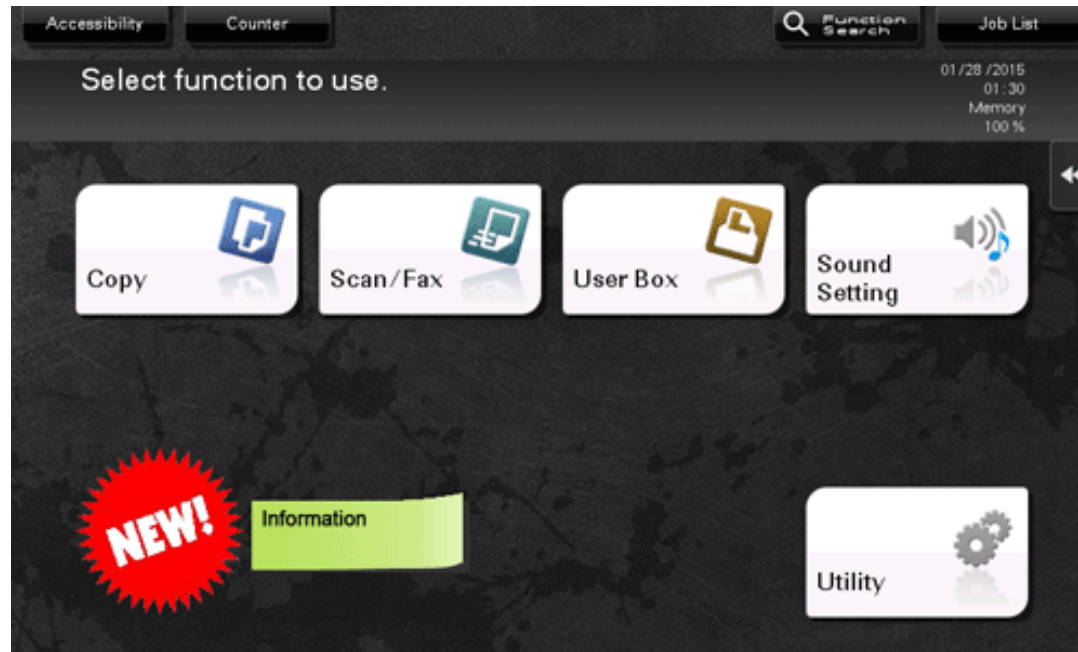 Accessibility
Counter
Function
Search
Job List
Select function to use.
01/28/2015
01:30
Memory
100 %
Copy
Scan/Fax
User Box
Sound
Setting
NEW!
Information
Utility